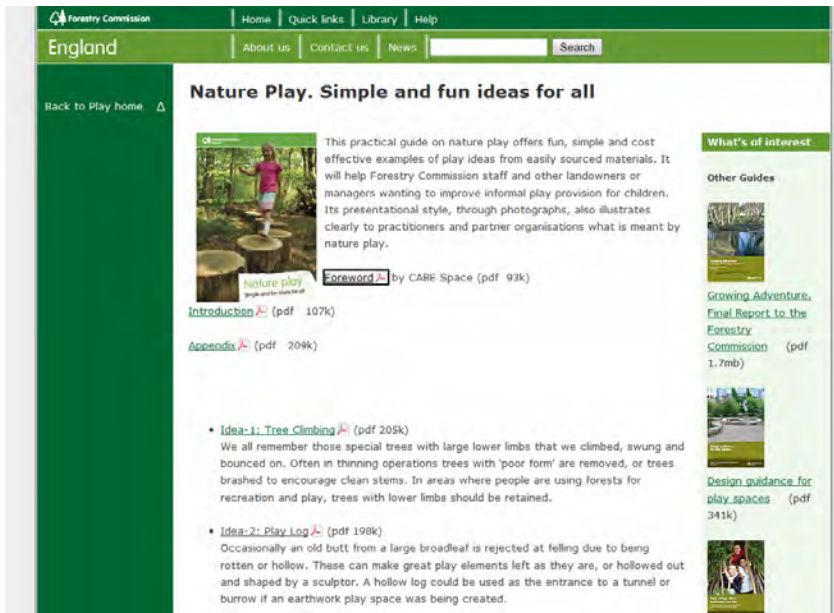 Forestry Commission
Home Quick links Library Help
England
About us Contact us News Search
Back to Play home Δ
Nature Play. Simple and fun ideas for all
This practical guide on nature play offers fun, simple and cost
effective examples of play ideas from easily sourced materials. It
will help Forestry Commission staff and other landowners or
managers wanting to improve informal play provision for children.
Its presentational style, through photographs, also illustrates
clearly to practitioners and partner organisations what is meant by
nature play.
Nature play
Simple and fun ideas for all
Foreword by CABE Space (pdf 93k)
Introduction (pdf 107k)
Appendix (pdf 209k)
• Idea-1: Tree Climbing (pdf 205k)
We all remember those special trees with large lower limbs that we climbed, swung and
bounced on. Often in thinning operations trees with 'poor form' are removed, or trees
brashed to encourage clean stems. In areas where people are using forests for
recreation and play, trees with lower limbs should be retained.
• Idea-2: Play Log (pdf 198k)
Occasionally an old butt from a large broadleaf is rejected at felling due to being
rotten or hollow. These can make great play elements left as they are, or hollowed out
and shaped by a sculptor. A hollow log could be used as the entrance to a tunnel or
burrow if an earthwork play space was being created.
What's of interest
Other Guides
Growing Adventure.
Final Report to the
Forestry
Commission (pdf
1.7mb)
Design guidance for
play spaces (pdf
341k)